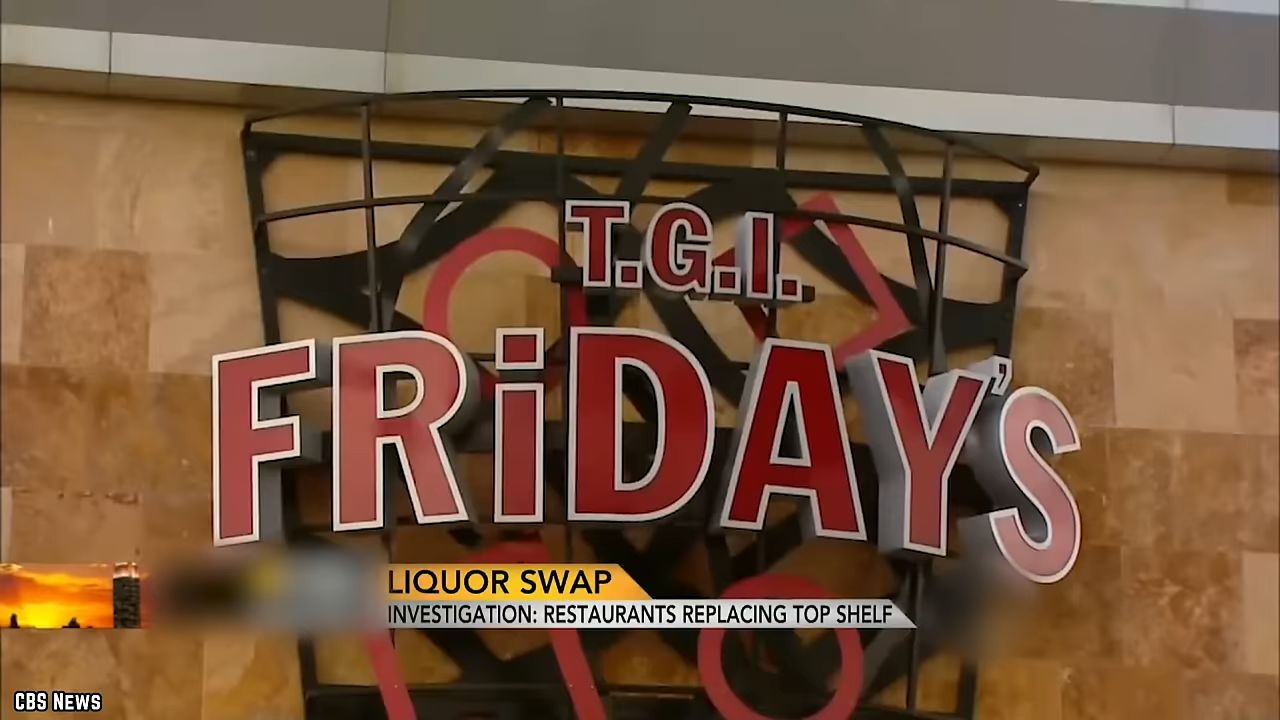 T.G.I.
FRiDAY'S
LIQUOR SWAP
INVESTIGATION: RESTAURANTS REPLACING TOP SHELF
CBS News